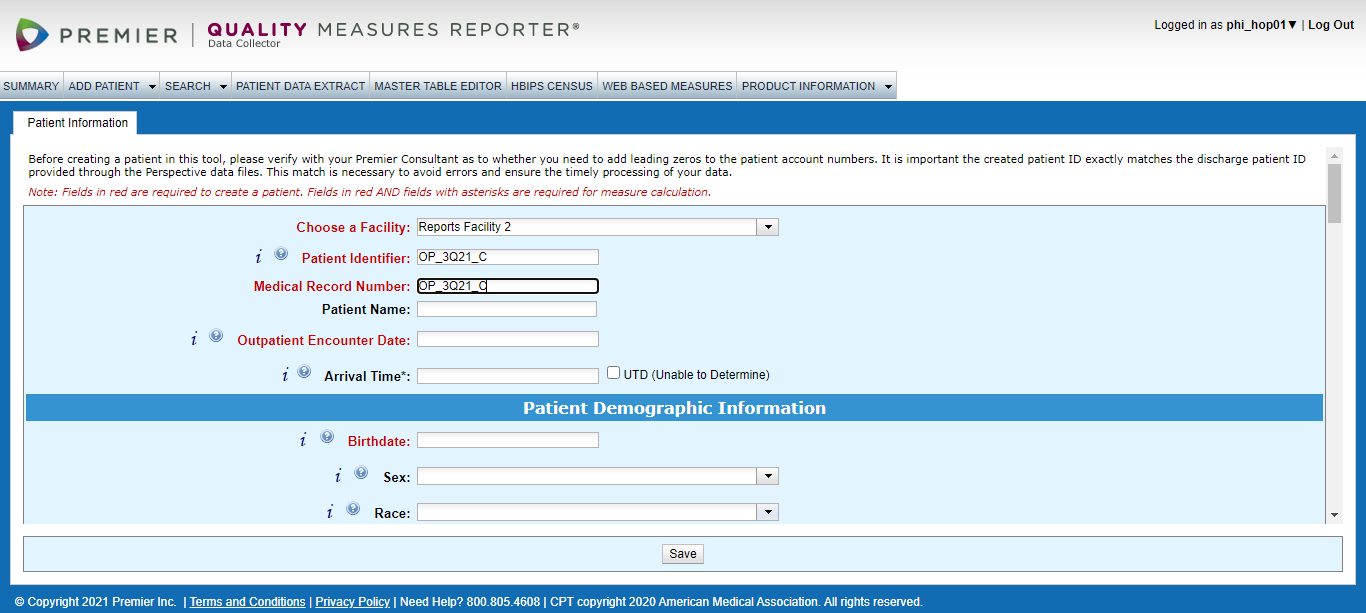 PREMIER | QUALITY MEASURES REPORTER®
Data Collector
Logged in as phi_hop01▼ | Log Out
SUMMARY ADD PATIENT SEARCH PATIENT DATA EXTRACT MASTER TABLE EDITOR HBIPS CENSUS WEB BASED MEASURES PRODUCT INFORMATION
Patient Information
Before creating a patient in this tool, please verify with your Premier Consultant as to whether you need to add leading zeros to the patient account numbers. It is important the created patient ID exactly matches the discharge patient ID
provided through the Perspective data files. This match is necessary to avoid errors and ensure the timely processing of your data.
Note: Fields in red are required to create a patient. Fields in red AND fields with asterisks are required for measure calculation.
Choose a Facility: Reports Facility 2
i ? Patient Identifier: OP_3Q21_C
Medical Record Number: OP_3Q21_C
Patient Name:
i ? Outpatient Encounter Date:
i ? Arrival Time*: UTD (Unable to Determine)
Patient Demographic Information
i ? Birthdate:
i ? Sex:
i ? Race:
Save
© Copyright 2021 Premier Inc. | Terms and Conditions | Privacy Policy | Need Help? 800.805.4608 | CPT copyright 2020 American Medical Association. All rights reserved.